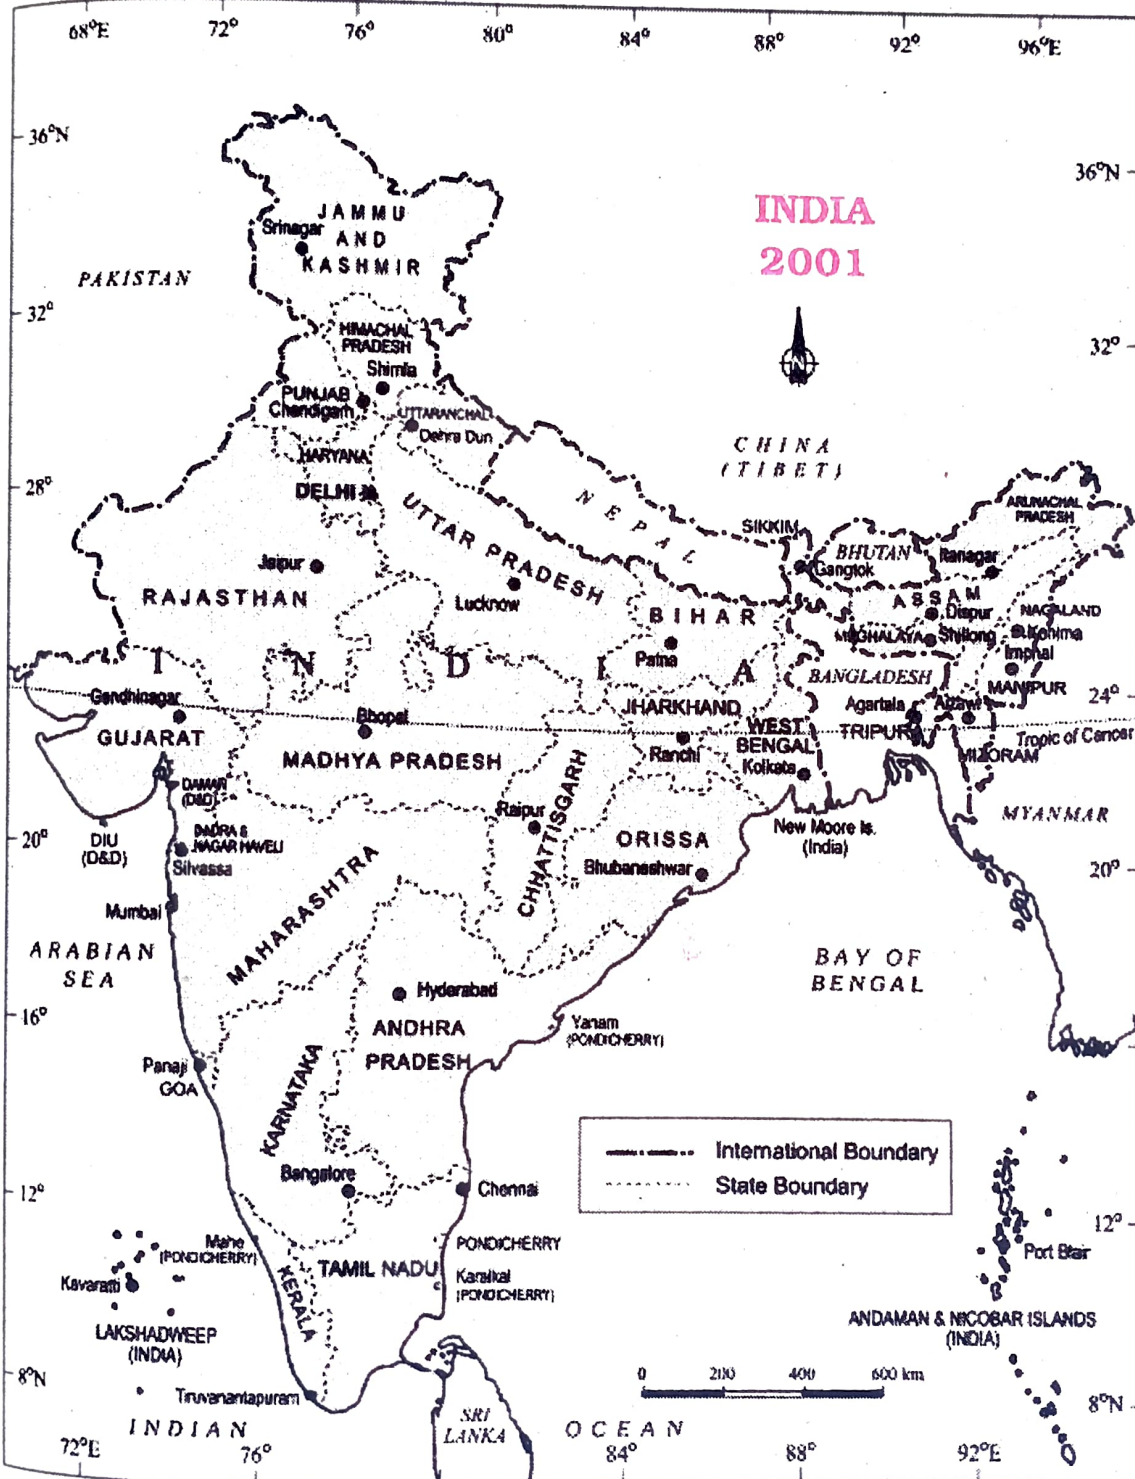 68°E 72° 76° 80° 84° 88° 92° 96°E
36°N
36°N
INDIA
2001
JAMMU
AND
KASHMIR
Srinagar
PAKISTAN
32°
32°
HIMACHAL
PRADESH
Shimla
PUNJAB
Chandigarh
UTTARANCHAL
Dehra Dun
HARYANA
DELHI
CHINA
(TIBET)
N
28°
NEPAL
UTTAR PRADESH
Lucknow
SIKKIM
Gangtok
BHUTAN
ARUNACHAL
PRADESH
Itanagar
Jaipur
RAJASTHAN
BIHAR
Patna
ASSAM
Dispur
NAGALAND
Kohima
MEGHALAYA
Shillong
Imphal
MANIPUR
INDIA
BANGLADESH
24°
Gandhinagar
GUJARAT
Bhopal
MADHYA PRADESH
JHARKHAND
Ranchi
WEST
BENGAL
Kolkata
Agartala
TRIPURA
Aizawl
MIZORAM
Tropic of Cancer
MYANMAR
DAMAN
(D&D)
DIU
(D&D)
DADRA &
NAGAR HAVELI
Silvassa
20°
20°
Raipur
CHHATTISGARH
ORISSA
Bhubaneshwar
New Moore Is.
(India)
Mumbai
MAHARASHTRA
ARABIAN
SEA
BAY OF
BENGAL
Hyderabad
ANDHRA
PRADESH
16°
Yanam
(PONDICHERRY)
Panaji
GOA
KARNATAKA
Bangalore
Chennai
International Boundary
State Boundary
12°
12°
Mahe
(PONDICHERRY)
PONDICHERRY
Karaikal
(PONDICHERRY)
TAMIL NADU
KERALA
Kavaratti
LAKSHADWEEP
(INDIA)
Port Blair
ANDAMAN & NICOBAR ISLANDS
(INDIA)
8°N
8°N
Tiruvanantapuram
0 200 400 600 km
SRI
LANKA
INDIAN OCEAN
72°E 76° 84° 88° 92°E